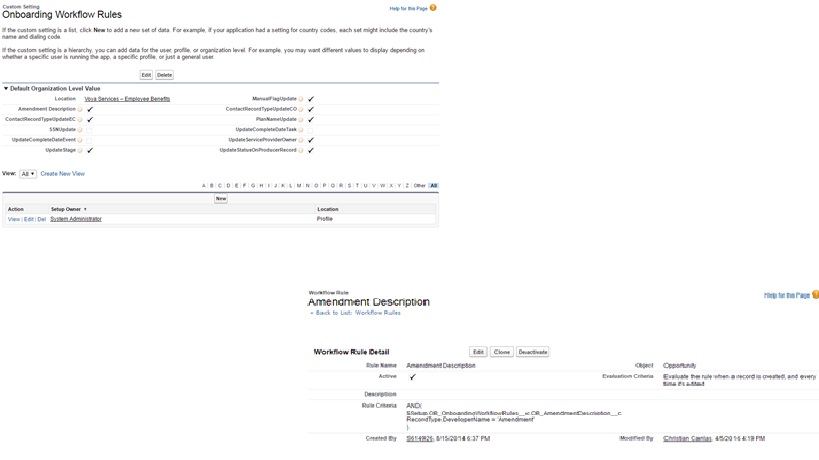 Custom Setting
Onboarding Workflow Rules
Help for this Page
If the custom setting is a list, click New to add a new set of data. For example, if your application had a setting for country codes, each set might include the country's
name and dialing code.
If the custom setting is a hierarchy, you can add data for the user, profile, or organization level. For example, you may want different values to display depending on
whether a specific user is running the app, a specific profile, or just a general user.
Edit Delete
Default Organization Level Value
Location Voya Services – Employee Benefits ManualFlagUpdate
Amendment Description ContactRecordTypeUpdateCO
ContactRecordTypeUpdateEC PlanNameUpdate
SSNUpdate UpdateCompleteDateTask
UpdateCompleteDateEvent UpdateServiceProviderOwner
UpdateStage UpdateStatusOnProducerRecord
View: All Create New View
A | B | C | D | E | F | G | H | I | J | K | L | M | N | O | P | Q | R | S | T | U | V | W | X | Y | Z | Other All
New
Action Setup Owner Location
View | Edit | Del System Administrator Profile
Workflow Rule
Amendment Description
Help for this Page
« Back to List: Workflow Rules
Workflow Rule Detail Edit Clone Deactivate
Rule Name Amendment Description Object Opportunity
Active Evaluation Criteria Evaluate the rule when a record is created, and every
time it's edited
Description
Rule Criteria AND(
RecordType.DeveloperName = 'Amendment'
)
Created By 8/15/2014 6:37 PM Modified By Christian 4:19 PM